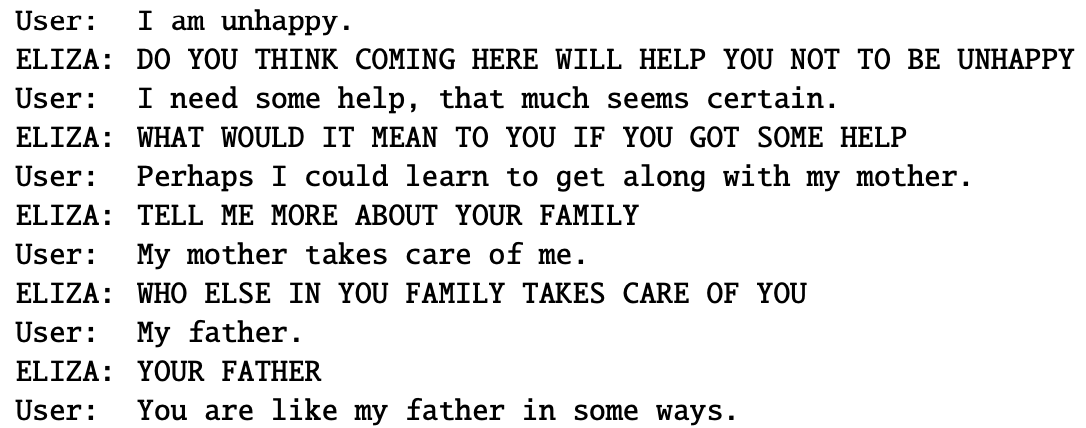 User: I am unhappy.
ELIZA: DO YOU THINK COMING HERE WILL HELP YOU NOT TO BE UNHAPPY
User: I need some help, that much seems certain.
ELIZA: WHAT WOULD IT MEAN TO YOU IF YOU GOT SOME HELP
User: Perhaps I could learn to get along with my mother.
ELIZA: TELL ME MORE ABOUT YOUR FAMILY
User: My mother takes care of me.
ELIZA: WHO ELSE IN YOU FAMILY TAKES CARE OF YOU
User: My father.
ELIZA: YOUR FATHER
User: You are like my father in some ways.